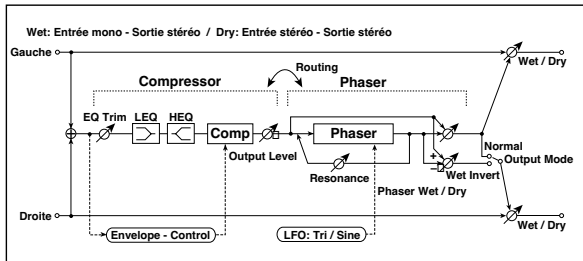 Wet: Entrée mono - Sortie stéréo / Dry: Entrée stéréo - Sortie stéréo
Gauche
Wet / Dry
Routing
Compressor
Phaser
EQ Trim
LEQ
HEQ
Comp
Output Level
Phaser
Normal
Output Mode
+
−
Wet Invert
Resonance
Phaser Wet / Dry
Droite
Wet / Dry
Envelope - Control
LFO: Tri / Sine